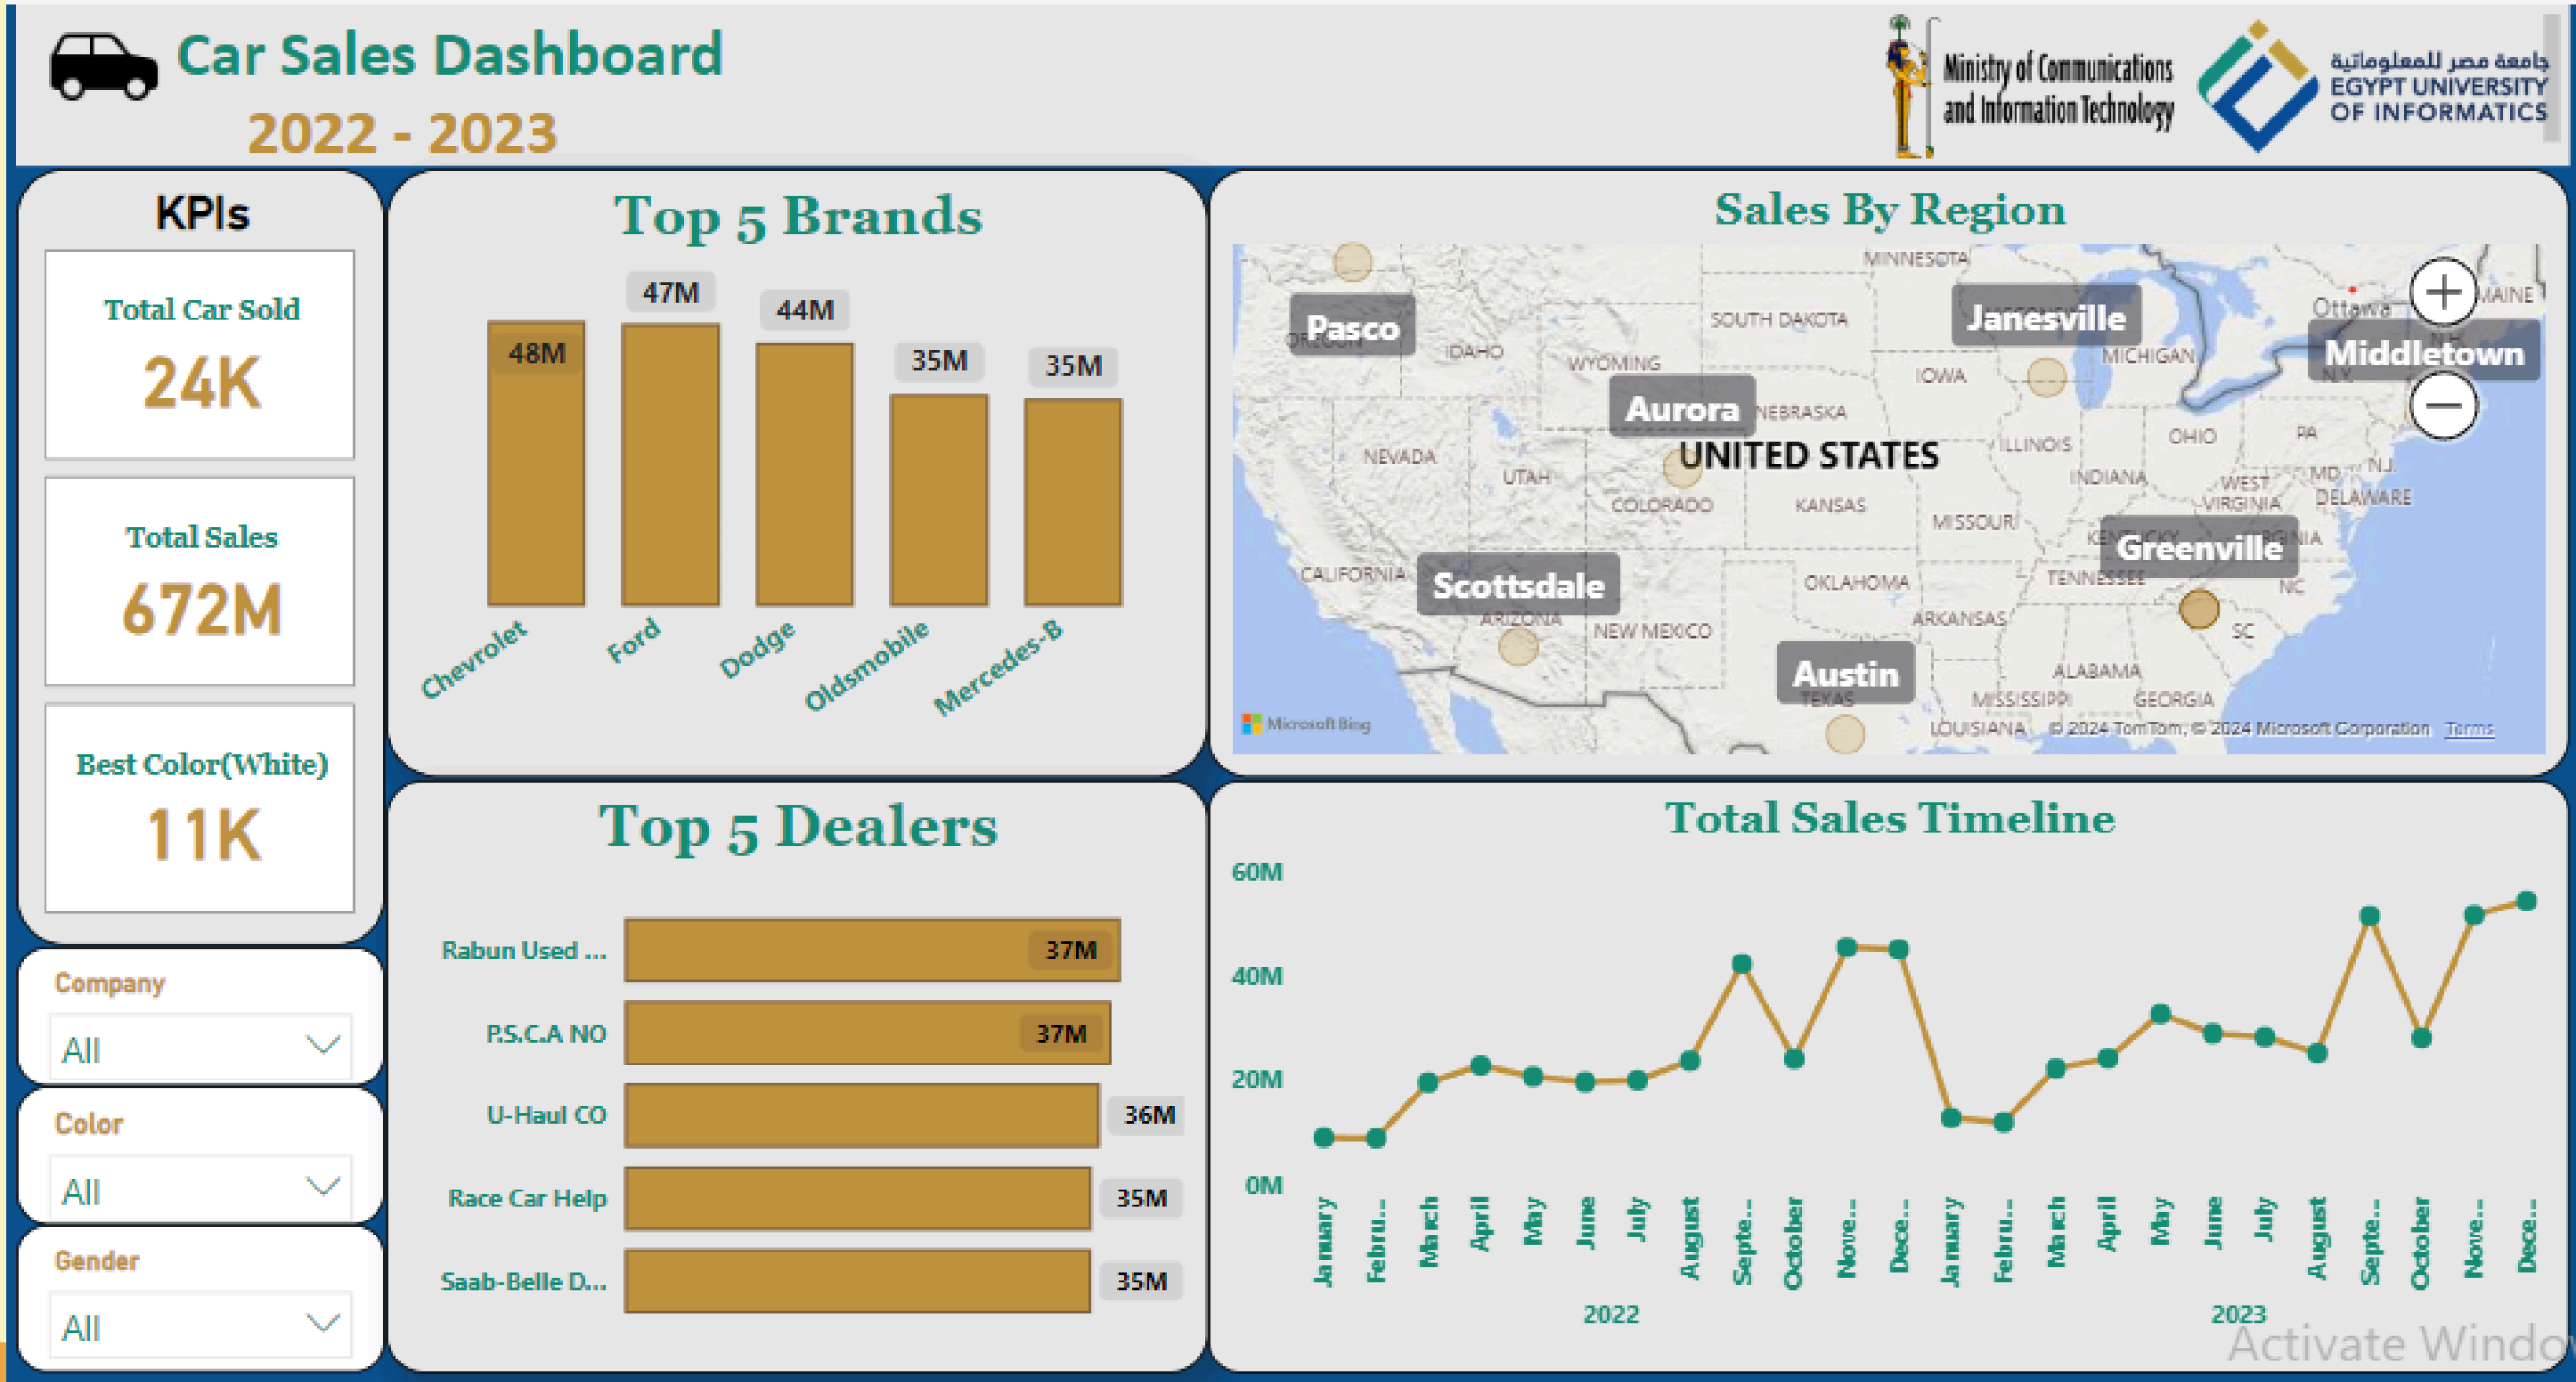 Car Sales Dashboard
2022 - 2023
Ministry of Communications
and Information Technology
جامعة مصر للمعلوماتية
EGYPT UNIVERSITY
OF INFORMATICS
KPIs
Total Car Sold
24K
Total Sales
672M
Best Color(White)
11K
Company
All
Color
All
Gender
All
Top 5 Brands
48M
47M
44M
35M
35M
Chevrolet
Ford
Dodge
Oldsmobile
Mercedes-B
Sales By Region
MINNESOTA
MAINE
Ottawa
Pasco
SOUTH DAKOTA
Janesville
OREGON
IDAHO
WYOMING
MICHIGAN
Middletown
IOWA
N.Y.
Aurora
NEBRASKA
UNITED STATES
ILLINOIS
OHIO
PA
NEVADA
UTAH
INDIANA
MD
N.J.
WEST
VIRGINIA
DELAWARE
COLORADO
KANSAS
MISSOURI
KENTUCKY
Greenville
CALIFORNIA
Scottsdale
OKLAHOMA
TENNESSEE
NC
ARIZONA
NEW MEXICO
ARKANSAS
SC
Austin
ALABAMA
TEXAS
MISSISSIPPI
GEORGIA
Microsoft Bing
LOUISIANA
© 2024 TomTom, © 2024 Microsoft Corporation Terms
Top 5 Dealers
Rabun Used ...
37M
P.S.C.A NO
37M
U-Haul CO
36M
Race Car Help
35M
Saab-Belle D...
35M
Total Sales Timeline
60M
40M
20M
0M
January
Febru...
March
April
May
June
July
August
Septe...
October
Nove...
Dece...
January
Febru...
March
April
May
June
July
August
Septe...
October
Nove...
Dece...
2022
2023
Activate Windo